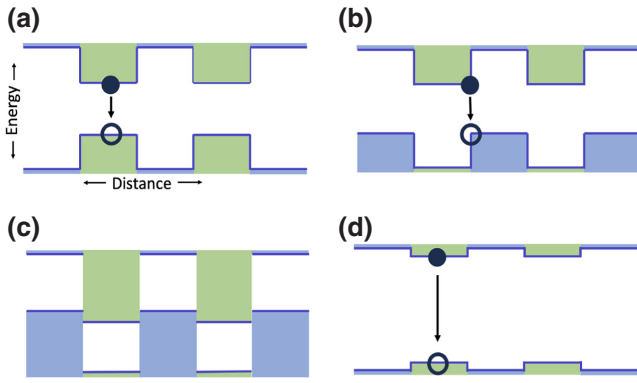 (a)
(b)
← Energy →
← Distance →
(c)
(d)